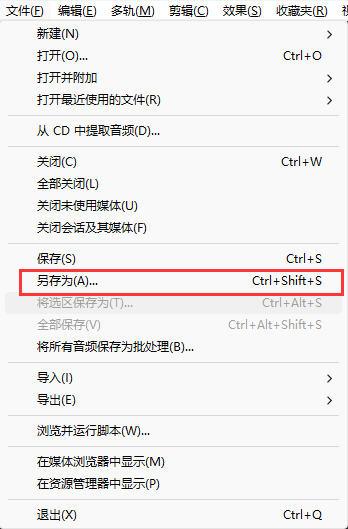 文件(F) 编辑(E) 多轨(M) 剪辑(C) 效果(S) 收藏夹(R)
新建(N)
打开(O)... Ctrl+O
打开并附加
打开最近使用的文件(R)
从 CD 中提取音频(D)...
关闭(C) Ctrl+W
全部关闭(L)
关闭未使用媒体(U)
关闭会话及其媒体(F)
保存(S) Ctrl+S
另存为(A)... Ctrl+Shift+S
将选区保存为(T)... Ctrl+Alt+S
全部保存(V) Ctrl+Alt+Shift+S
将所有音频保存为批处理(B)...
导入(I)
导出(E)
浏览并运行脚本(W)...
在媒体浏览器中显示(M)
在资源管理器中显示(P)
退出(X) Ctrl+Q